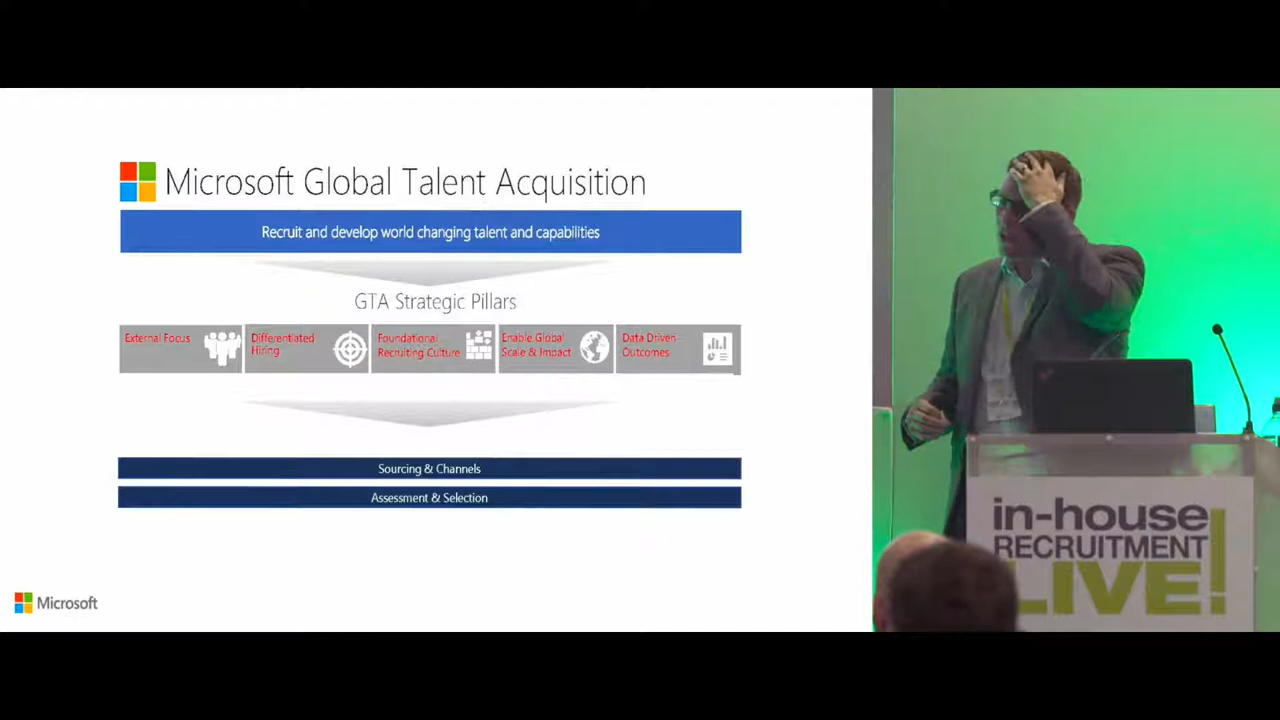 Microsoft Global Talent Acquisition
Recruit and develop world changing talent and capabilities
GTA Strategic Pillars
External Focus
Differentiated
Hiring
Foundational
Recruiting Culture
Enable Global
Scale & Impact
Data Driven
Outcomes
Sourcing & Channels
Assessment & Selection
Microsoft
in-house
RECRUITMENT
LIVE!